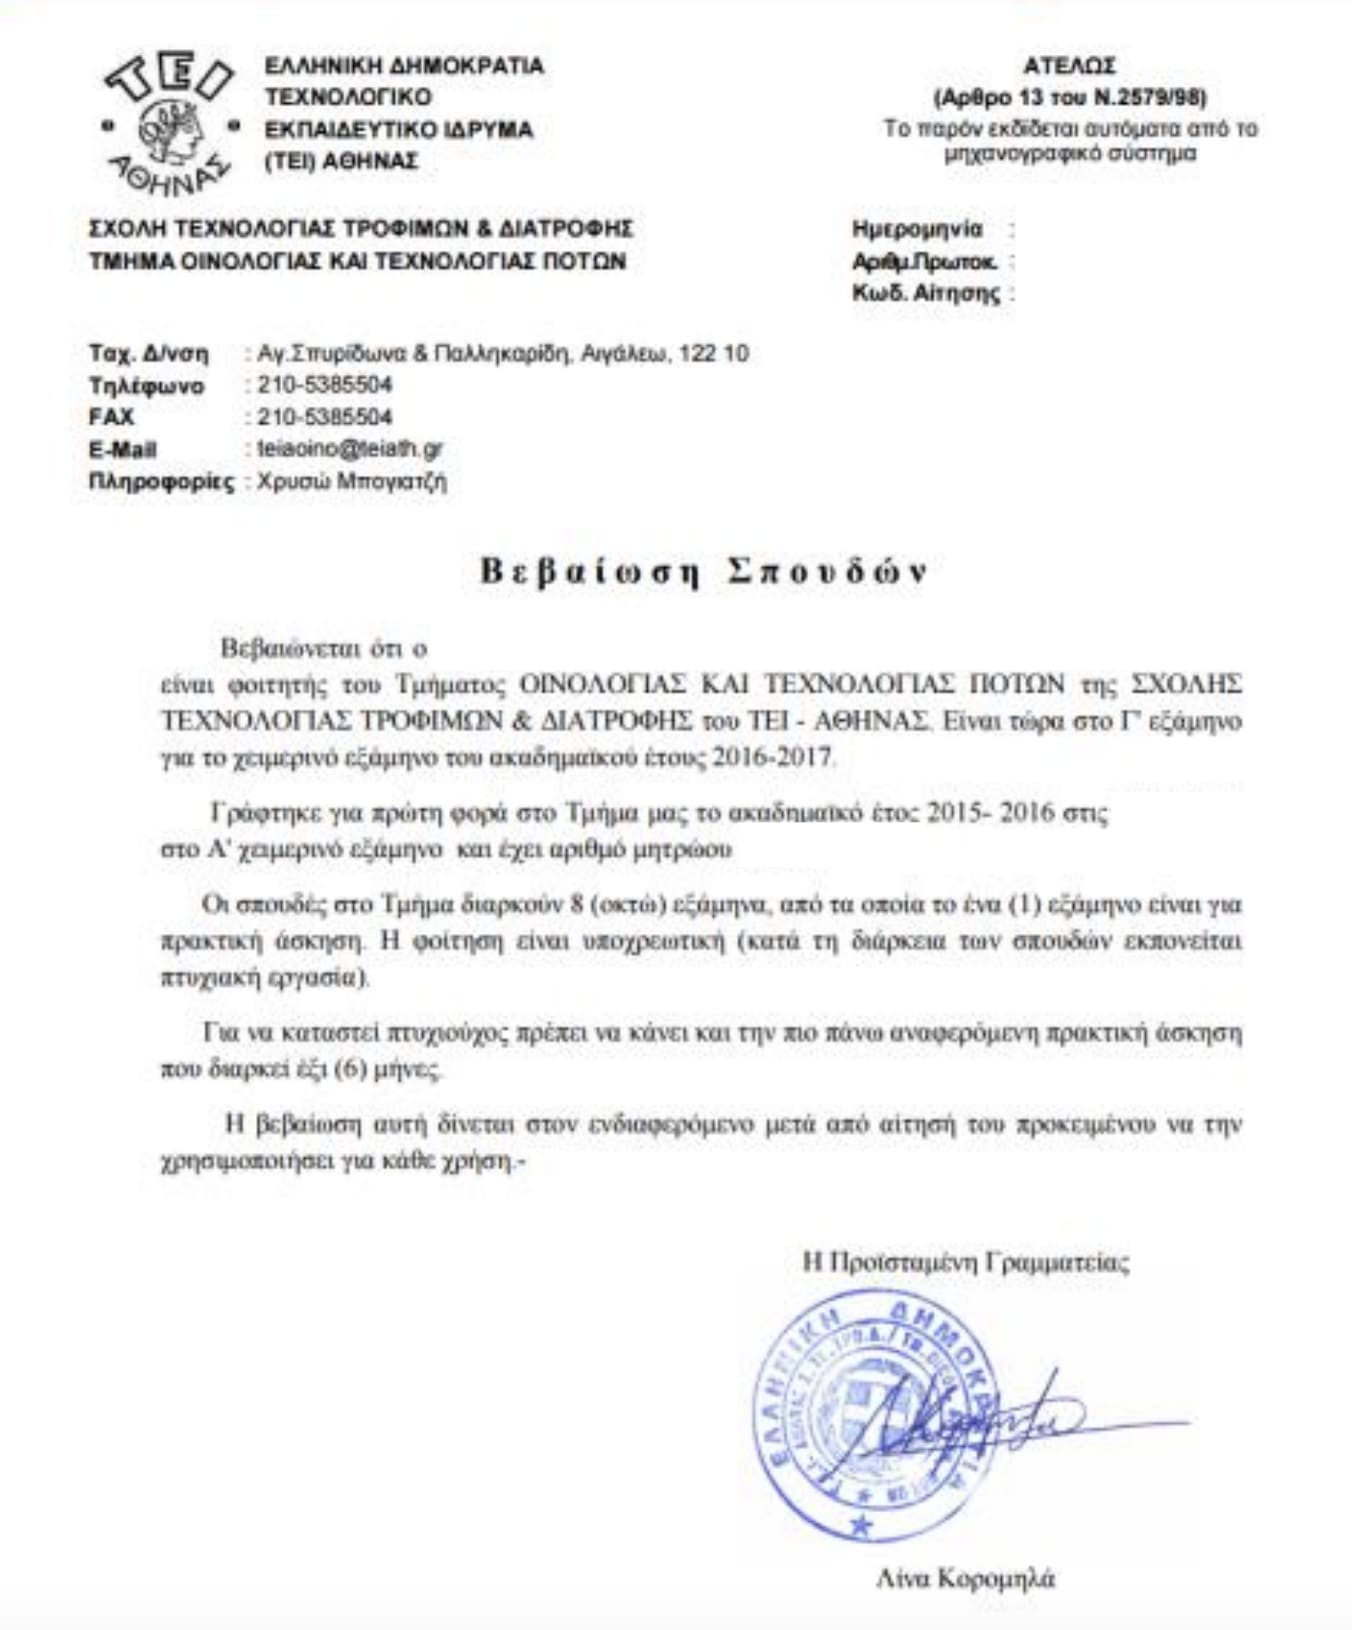 ΤΕΙ
ΑΘΗΝΑΣ
ΕΛΛΗΝΙΚΗ ΔΗΜΟΚΡΑΤΙΑ
ΤΕΧΝΟΛΟΓΙΚΟ
ΕΚΠΑΙΔΕΥΤΙΚΟ ΙΔΡΥΜΑ
(ΤΕΙ) ΑΘΗΝΑΣ
ΑΤΕΛΩΣ
(Αρθρο 13 του Ν.2579/98)
Το παρόν εκδίδεται αυτόματα από το
μηχανογραφικό σύστημα
ΣΧΟΛΗ ΤΕΧΝΟΛΟΓΙΑΣ ΤΡΟΦΙΜΩΝ & ΔΙΑΤΡΟΦΗΣ
ΤΜΗΜΑ ΟΙΝΟΛΟΓΙΑΣ ΚΑΙ ΤΕΧΝΟΛΟΓΙΑΣ ΠΟΤΩΝ
Ημερομηνία :
Αριθμ.Πρωτοκ. :
Κωδ. Αίτησης :
Ταχ. Δ/νση : Αγ.Σπυρίδωνα & Παλληκαρίδη, Αιγάλεω, 122 10
Τηλέφωνο : 210-5385504
FAX : 210-5385504
E-Mail : teiaoino@teiath.gr
Πληροφορίες : Χρυσώ Μπογιατζή
Βεβαίωση Σπουδών
Βεβαιώνεται ότι ο
είναι φοιτητής του Τμήματος ΟΙΝΟΛΟΓΙΑΣ ΚΑΙ ΤΕΧΝΟΛΟΓΙΑΣ ΠΟΤΩΝ της ΣΧΟΛΗΣ
ΤΕΧΝΟΛΟΓΙΑΣ ΤΡΟΦΙΜΩΝ & ΔΙΑΤΡΟΦΗΣ του ΤΕΙ - ΑΘΗΝΑΣ. Είναι τώρα στο Γ' εξάμηνο
για το χειμερινό εξάμηνο του ακαδημαϊκού έτους 2016-2017.
Γράφτηκε για πρώτη φορά στο Τμήμα μας το ακαδημαϊκό έτος 2015- 2016 στις
στο Α' χειμερινό εξάμηνο και έχει αριθμό μητρώου
Οι σπουδές στο Τμήμα διαρκούν 8 (οκτώ) εξάμηνα, από τα οποία το ένα (1) εξάμηνο είναι για
πρακτική άσκηση. Η φοίτηση είναι υποχρεωτική (κατά τη διάρκεια των σπουδών εκπονείται
πτυχιακή εργασία).
Για να καταστεί πτυχιούχος πρέπει να κάνει και την πιο πάνω αναφερόμενη πρακτική άσκηση
που διαρκεί έξι (6) μήνες.
Η βεβαίωση αυτή δίνεται στον ενδιαφερόμενο μετά από αίτησή του προκειμένου να την
χρησιμοποιήσει για κάθε χρήση.-
Η Προϊσταμένη Γραμματείας
ΕΛΛΗΝΙΚΗ ΔΗΜΟΚΡΑΤΙΑ
Λίνα Κορομηλά